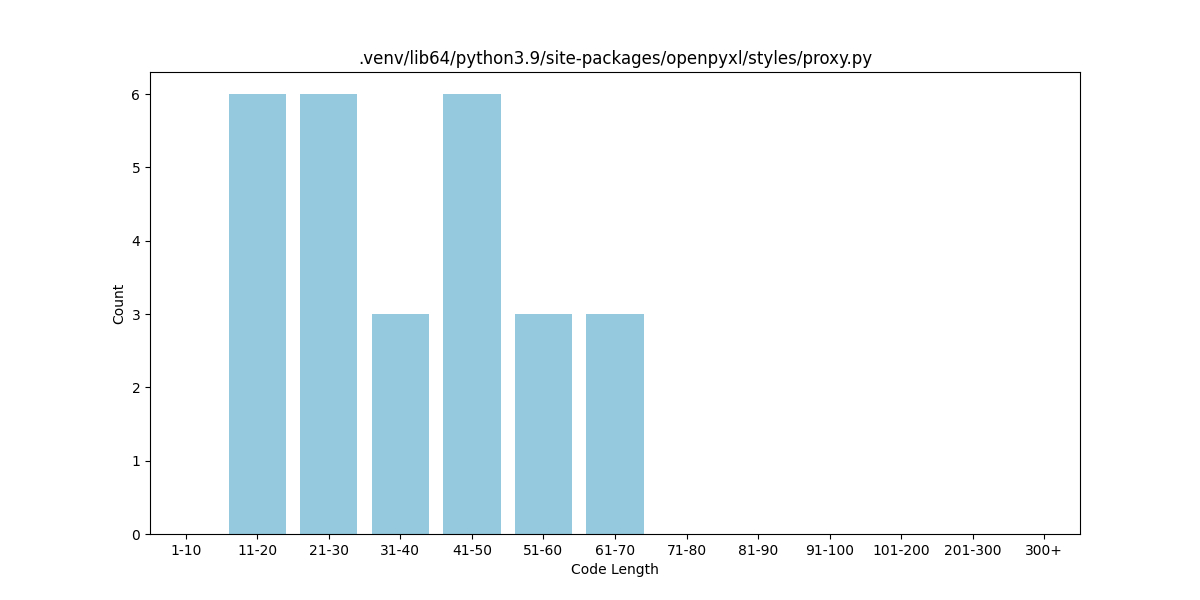 .venv/lib64/python3.9/site-packages/openpyxl/styles/proxy.py
6
5
4
3
2
1
0
Count
1-10 11-20 21-30 31-40 41-50 51-60 61-70 71-80 81-90 91-100 101-200 201-300 300+
Code Length